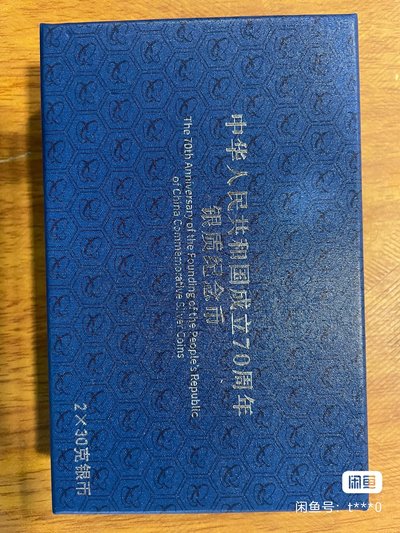 中华人民共和国成立70周年
银质纪念币
The 70th Anniversary of the Founding of the People's Republic
of China Commemorative Silver Coins
2×30克银币
闲鱼
闲鱼号：t***0